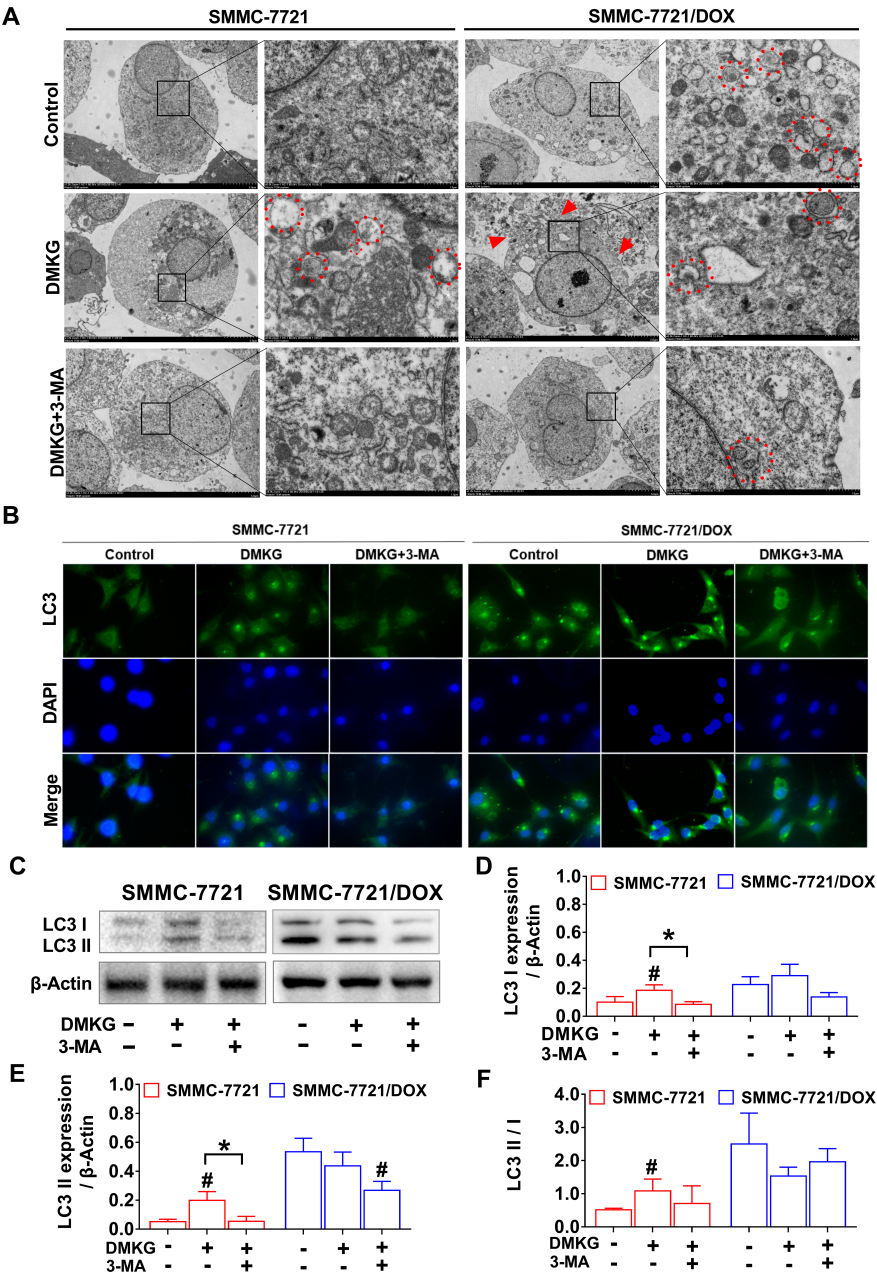 A
SMMC-7721
SMMC-7721/DOX
Control
DMKG
DMKG+3-MA
B
SMMC-7721
SMMC-7721/DOX
Control
DMKG
DMKG+3-MA
Control
DMKG
DMKG+3-MA
LC3
DAPI
Merge
C
SMMC-7721
SMMC-7721/DOX
LC3 I
LC3 II
β-Actin
DMKG - + + - + +
3-MA - - + - - +
D
LC3 I expression
/ β-Actin
SMMC-7721
SMMC-7721/DOX
1.0
0.8
0.6
0.4
0.2
0.0
*
#
DMKG - + + - + +
3-MA - - + - - +
E
LC3 II expression
/ β-Actin
SMMC-7721
SMMC-7721/DOX
1.0
0.8
0.6
0.4
0.2
0.0
*
#
#
DMKG - + + - + +
3-MA - - + - - +
F
LC3 II / I
SMMC-7721
SMMC-7721/DOX
4.0
3.0
2.0
1.0
0.0
#
DMKG - + + - + +
3-MA - - + - - +